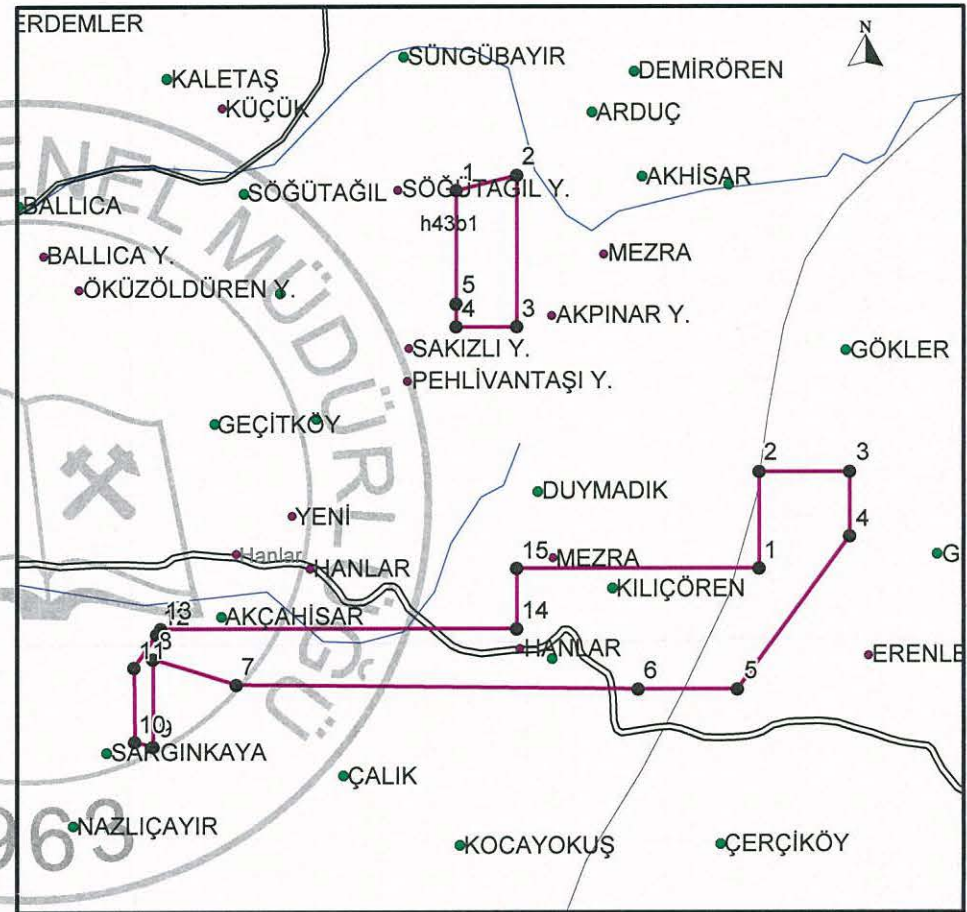 ERDEMLER
N
SÜNGÜBAYIR
KALETAŞ
DEMİRÖREN
KÜÇÜK
ARDUÇ
1
2
AKHİSAR
SÖĞÜTAĞIL
SÖĞÜTAĞIL Y.
BALLICA
h43b1
BALLICA Y.
MEZRA
ÖKÜZÖLDÜREN Y.
5
4
3
AKPINAR Y.
SAKIZLI Y.
GÖKLER
PEHLİVANTAŞI Y.
GEÇİTKÖY
2
3
DUYMADIK
YENİ
4
Hanlar
HANLAR
15
MEZRA
1
G
KILIÇÖREN
AKÇAHİSAR
13
12
14
8
HANLAR
11
ERENLE
7
6
5
10
9
SARGINKAYA
ÇALIK
NAZLIÇAYIR
KOCAYOKUŞ
ÇERÇİKÖY
ENEL MÜDÜRLÜĞÜ
963